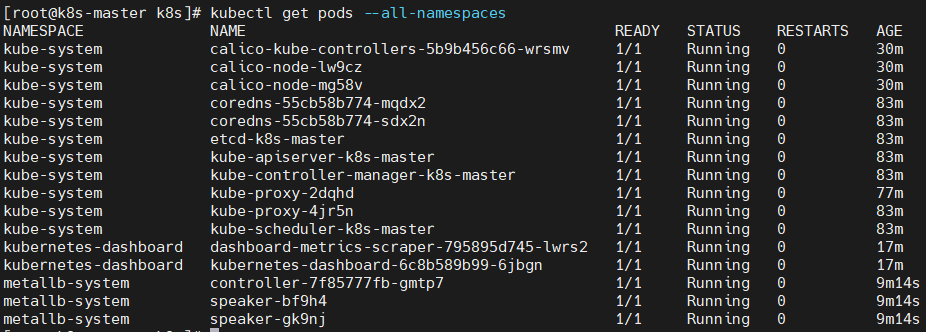 [root@k8s-master k8s]# kubectl get pods --all-namespaces
NAMESPACE NAME READY STATUS RESTARTS AGE
kube-system calico-kube-controllers-5b9b456c66-wrsmv 1/1 Running 0 30m
kube-system calico-node-lw9cz 1/1 Running 0 30m
kube-system calico-node-mg58v 1/1 Running 0 30m
kube-system coredns-55cb58b774-mqdx2 1/1 Running 0 83m
kube-system coredns-55cb58b774-sdx2n 1/1 Running 0 83m
kube-system etcd-k8s-master 1/1 Running 0 83m
kube-system kube-apiserver-k8s-master 1/1 Running 0 83m
kube-system kube-controller-manager-k8s-master 1/1 Running 0 83m
kube-system kube-proxy-2dqhd 1/1 Running 0 77m
kube-system kube-proxy-4jr5n 1/1 Running 0 83m
kube-system kube-scheduler-k8s-master 1/1 Running 0 83m
kubernetes-dashboard dashboard-metrics-scraper-795895d745-lwrs2 1/1 Running 0 17m
kubernetes-dashboard kubernetes-dashboard-6c8b589b99-6jbgn 1/1 Running 0 17m
metallb-system controller-7f85777fb-gmtp7 1/1 Running 0 9m14s
metallb-system speaker-bf9h4 1/1 Running 0 9m14s
metallb-system speaker-gk9nj 1/1 Running 0 9m14s